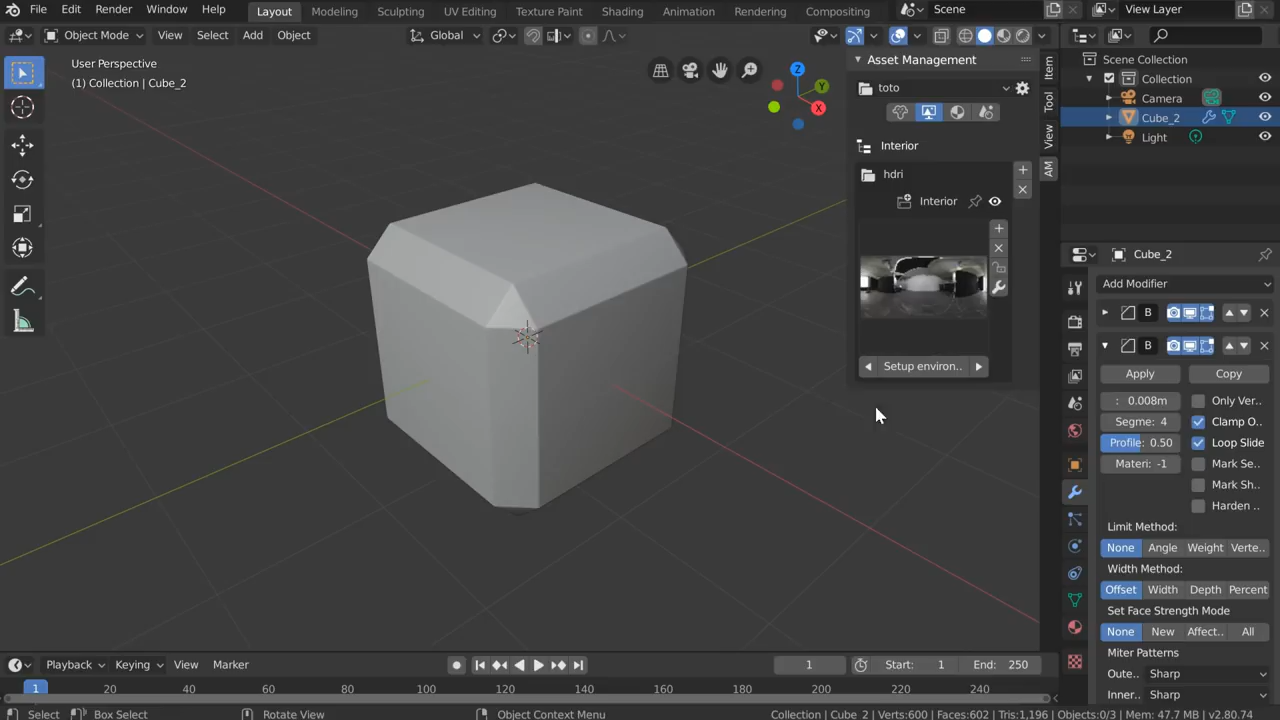 File Edit Render Window Help Layout Modeling Sculpting UV Editing Texture Paint Shading Animation Rendering Compositing Scene View Layer
Object Mode View Select Add Object Global
User Perspective
(1) Collection | Cube_2
Z
Y
X
Asset Management
toto
Interior
hdri
Interior
Setup environ..
Item
Tool
View
AM
Scene Collection
Collection
Camera
Cube_2
Light
Cube_2
Add Modifier
B
B
Apply Copy
: 0.008m Only Ver..
Segme: 4 Clamp O..
Profile: 0.50 Loop Slide
Materi: -1 Mark Se..
Mark Sh..
Harden ..
Limit Method:
None Angle Weight Verte..
Width Method:
Offset Width Depth Percent
Set Face Strength Mode
None New Affect.. All
Miter Patterns
Oute.. Sharp
Inner.. Sharp
Playback Keying View Marker 1 Start: 1 End: 250
1 20 40 60 80 100 120 140 160 180 200 220 240
Select Box Select Rotate View Object Context Menu Collection | Cube_2 | Verts:600 | Faces:602 | Tris:1,196 | Objects:0/3 | Mem: 47.7 MB | v2.80.74